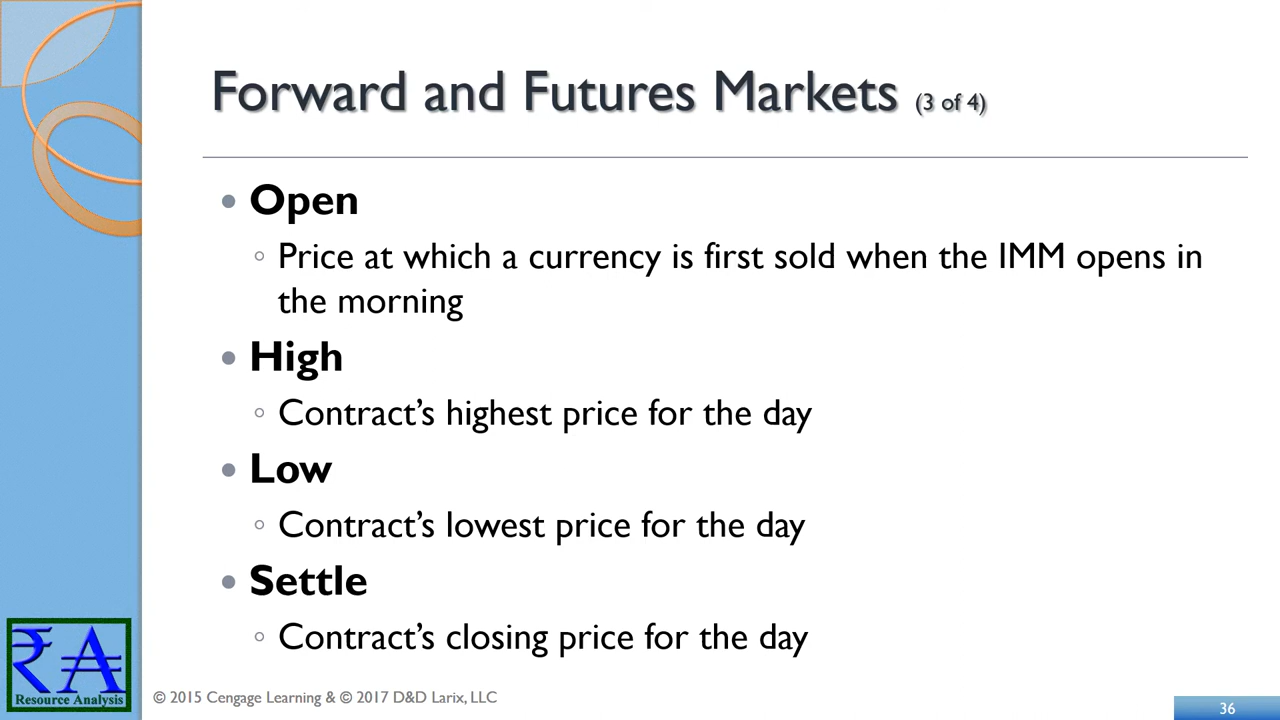 Forward and Futures Markets (3 of 4)
• Open
◦ Price at which a currency is first sold when the IMM opens in
the morning
• High
◦ Contract’s highest price for the day
• Low
◦ Contract’s lowest price for the day
• Settle
◦ Contract’s closing price for the day
₹A
Resource Analysis
© 2015 Cengage Learning & © 2017 D&D Larix, LLC
36